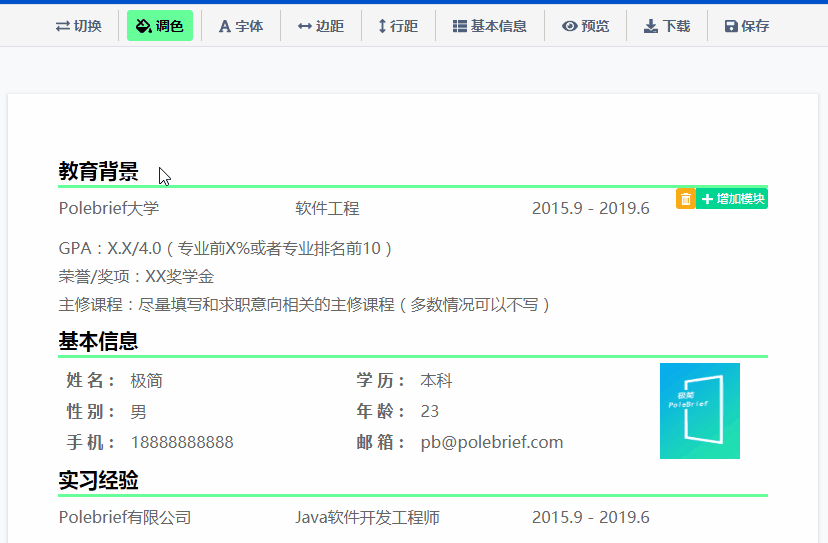 切换 调色 字体 边距 行距 基本信息 预览 下载 保存
教育背景
Polebrief大学 软件工程 2015.9 - 2019.6 增加模块
GPA：X.X/4.0（专业前X%或者专业排名前10）
荣誉/奖项：XX奖学金
主修课程：尽量填写和求职意向相关的主修课程（多数情况可以不写）
基本信息
姓 名： 极简 学 历： 本科
极简
PoleBrief
性 别： 男 年 龄： 23
手 机： 18888888888 邮 箱： pb@polebrief.com
实习经验
Polebrief有限公司 Java软件开发工程师 2015.9 - 2019.6